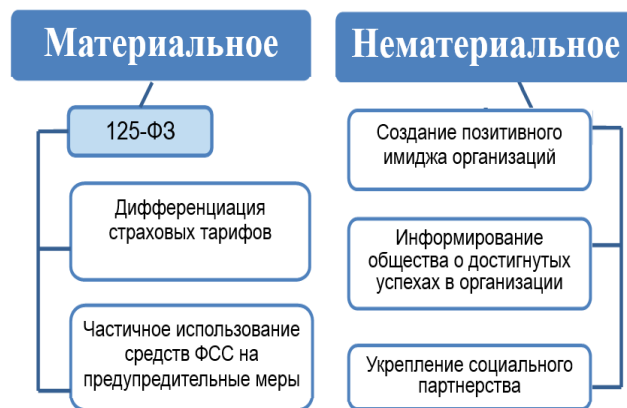 Материальное
125-ФЗ
Дифференциация
страховых тарифов
Частичное использование
средств ФСС на
предупредительные меры
Нематериальное
Создание позитивного
имиджа организаций
Информирование
общества о достигнутых
успехах в организации
Укрепление социального
партнерства